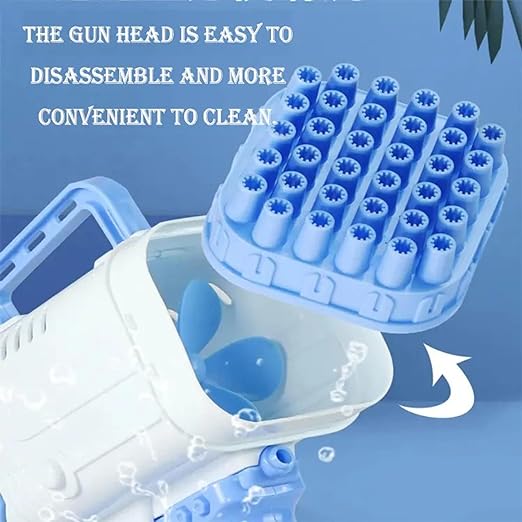 THE GUN HEAD IS EASY TO
DISASSEMBLE AND MORE
CONVENIENT TO CLEAN.